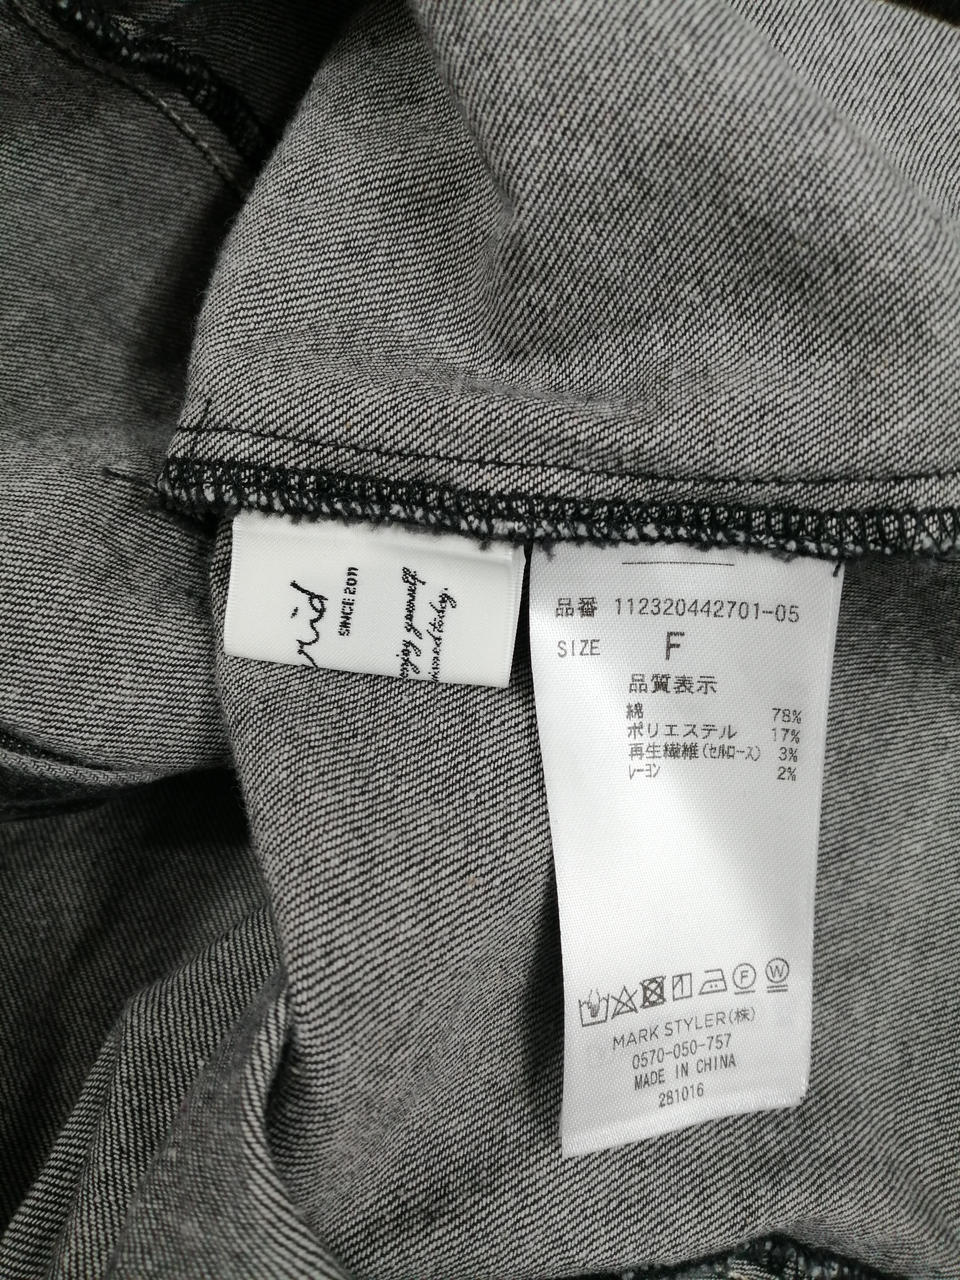 SINCE 2011
enjoy yourself.
品番 112320442701-05
SIZE F
品質表示
綿 78%
ポリエステル 17%
再生繊維(セルロース) 3%
レーヨン 2%
F W
MARK STYLER(株)
0570-050-757
MADE IN CHINA
281016